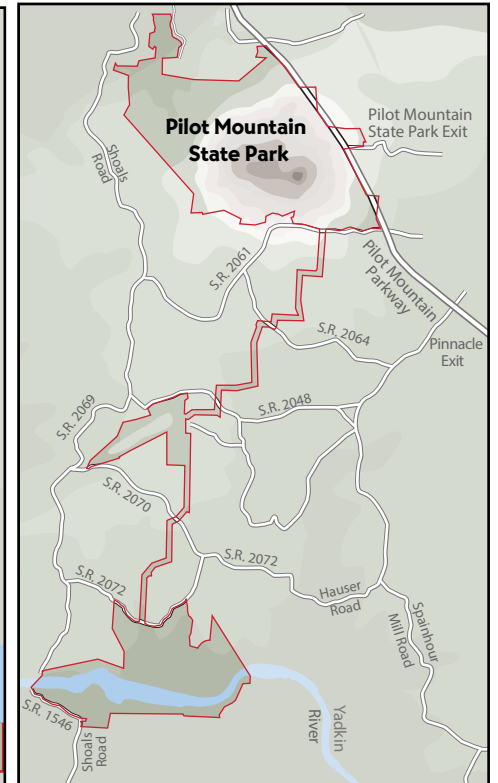 Pilot Mountain
State Park
Pilot Mountain
State Park Exit
Shoals
Road
S.R. 2061
Pilot Mountain
Parkway
S.R. 2064
Pinnacle
Exit
S.R. 2069
S.R. 2048
S.R. 2070
S.R. 2072
S.R. 2072
Hauser
Road
Spainhour
Mill Road
S.R. 1546
Shoals
Road
Yadkin
River